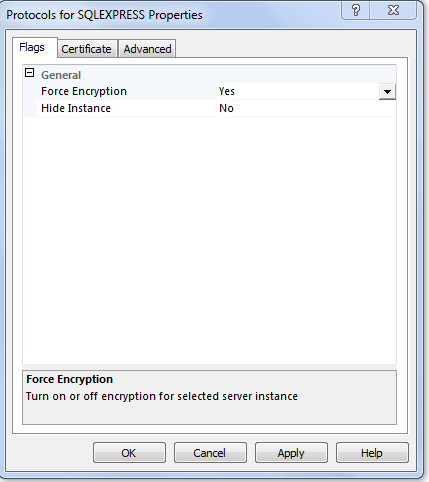 Protocols for SQLEXPRESS Properties
Flags Certificate Advanced
General
Force Encryption Yes
Hide Instance No
Force Encryption
Turn on or off encryption for selected server instance
OK Cancel Apply Help